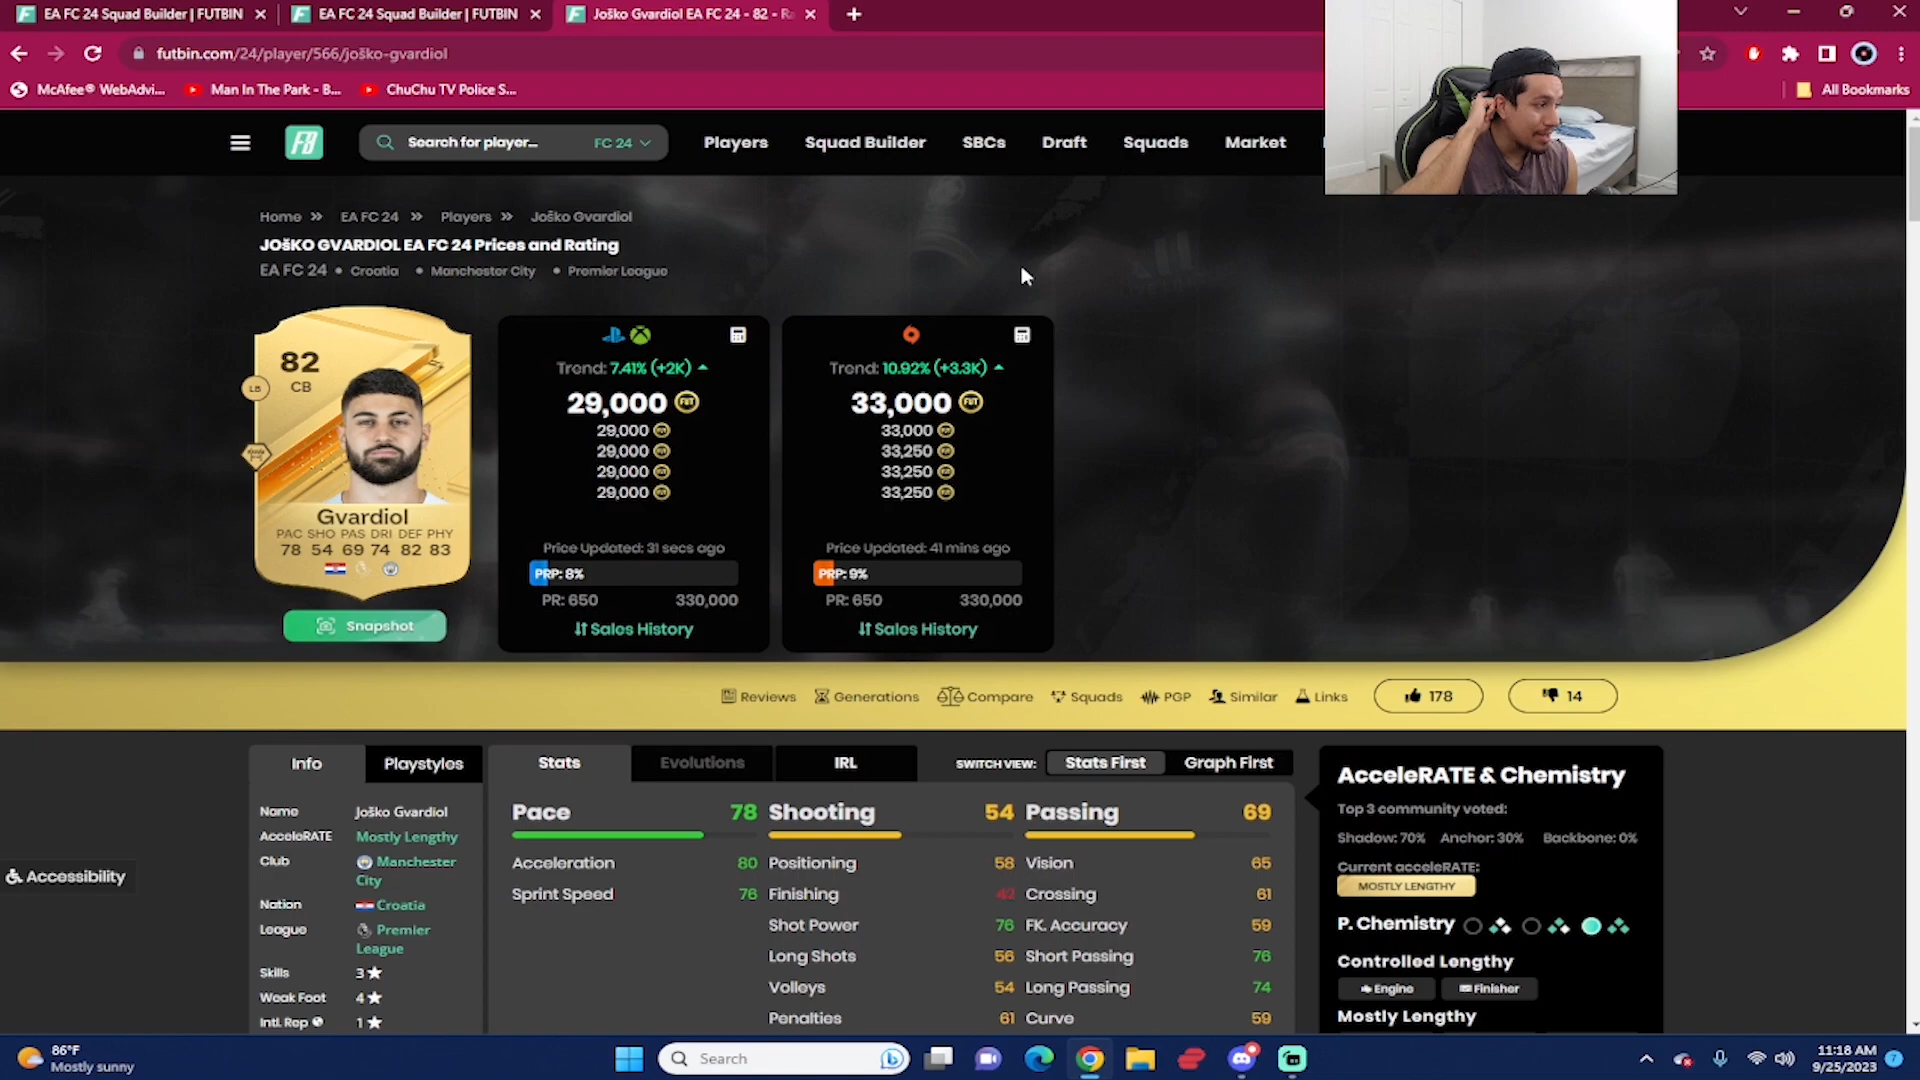 EA FC 24 Squad Builder | FUTBIN
EA FC 24 Squad Builder | FUTBIN
Joško Gvardiol EA FC 24 - 82 - Ra
futbin.com/24/player/566/joško-gvardiol
McAfee® WebAdvi...
Man In The Park - B...
ChuChu TV Police S...
All Bookmarks
Search for player...
FC 24
Players
Squad Builder
SBCs
Draft
Squads
Market
Home » EA FC 24 » Players » Joško Gvardiol
JOšKO GVARDIOL EA FC 24 Prices and Rating
EA FC 24 • Croatia • Manchester City • Premier League
82
CB
LB
Gvardiol
PAC SHO PAS DRI DEF PHY
78 54 69 74 82 83
Snapshot
Trend: 7.41% (+2K)
29,000
29,000
29,000
29,000
29,000
Price Updated: 31 secs ago
PRP: 8%
PR: 650 330,000
Sales History
Trend: 10.92% (+3.3K)
33,000
33,000
33,250
33,250
33,250
Price Updated: 41 mins ago
PRP: 9%
PR: 650 330,000
Sales History
Reviews
Generations
Compare
Squads
PGP
Similar
Links
178
14
Info
Playstyles
Name Joško Gvardiol
AcceleRATE Mostly Lengthy
Club Manchester
City
Nation Croatia
League Premier
League
Skills 3★
Weak Foot 4★
Intl. Rep 1★
Stats
Evolutions
IRL
SWITCH VIEW:
Stats First
Graph First
Pace 78
Acceleration 80
Sprint Speed 76
Shooting 54
Positioning 58
Finishing 42
Shot Power 76
Long Shots 56
Volleys 54
Penalties 61
Passing 69
Vision 65
Crossing 61
FK. Accuracy 59
Short Passing 76
Long Passing 74
Curve 59
AcceleRATE & Chemistry
Top 3 community voted:
Shadow: 70% Anchor: 30% Backbone: 0%
Current acceleRATE:
MOSTLY LENGTHY
P. Chemistry
Controlled Lengthy
Engine
Finisher
Mostly Lengthy
Accessibility
86°F
Mostly sunny
Search
11:18 AM
9/25/2023
7